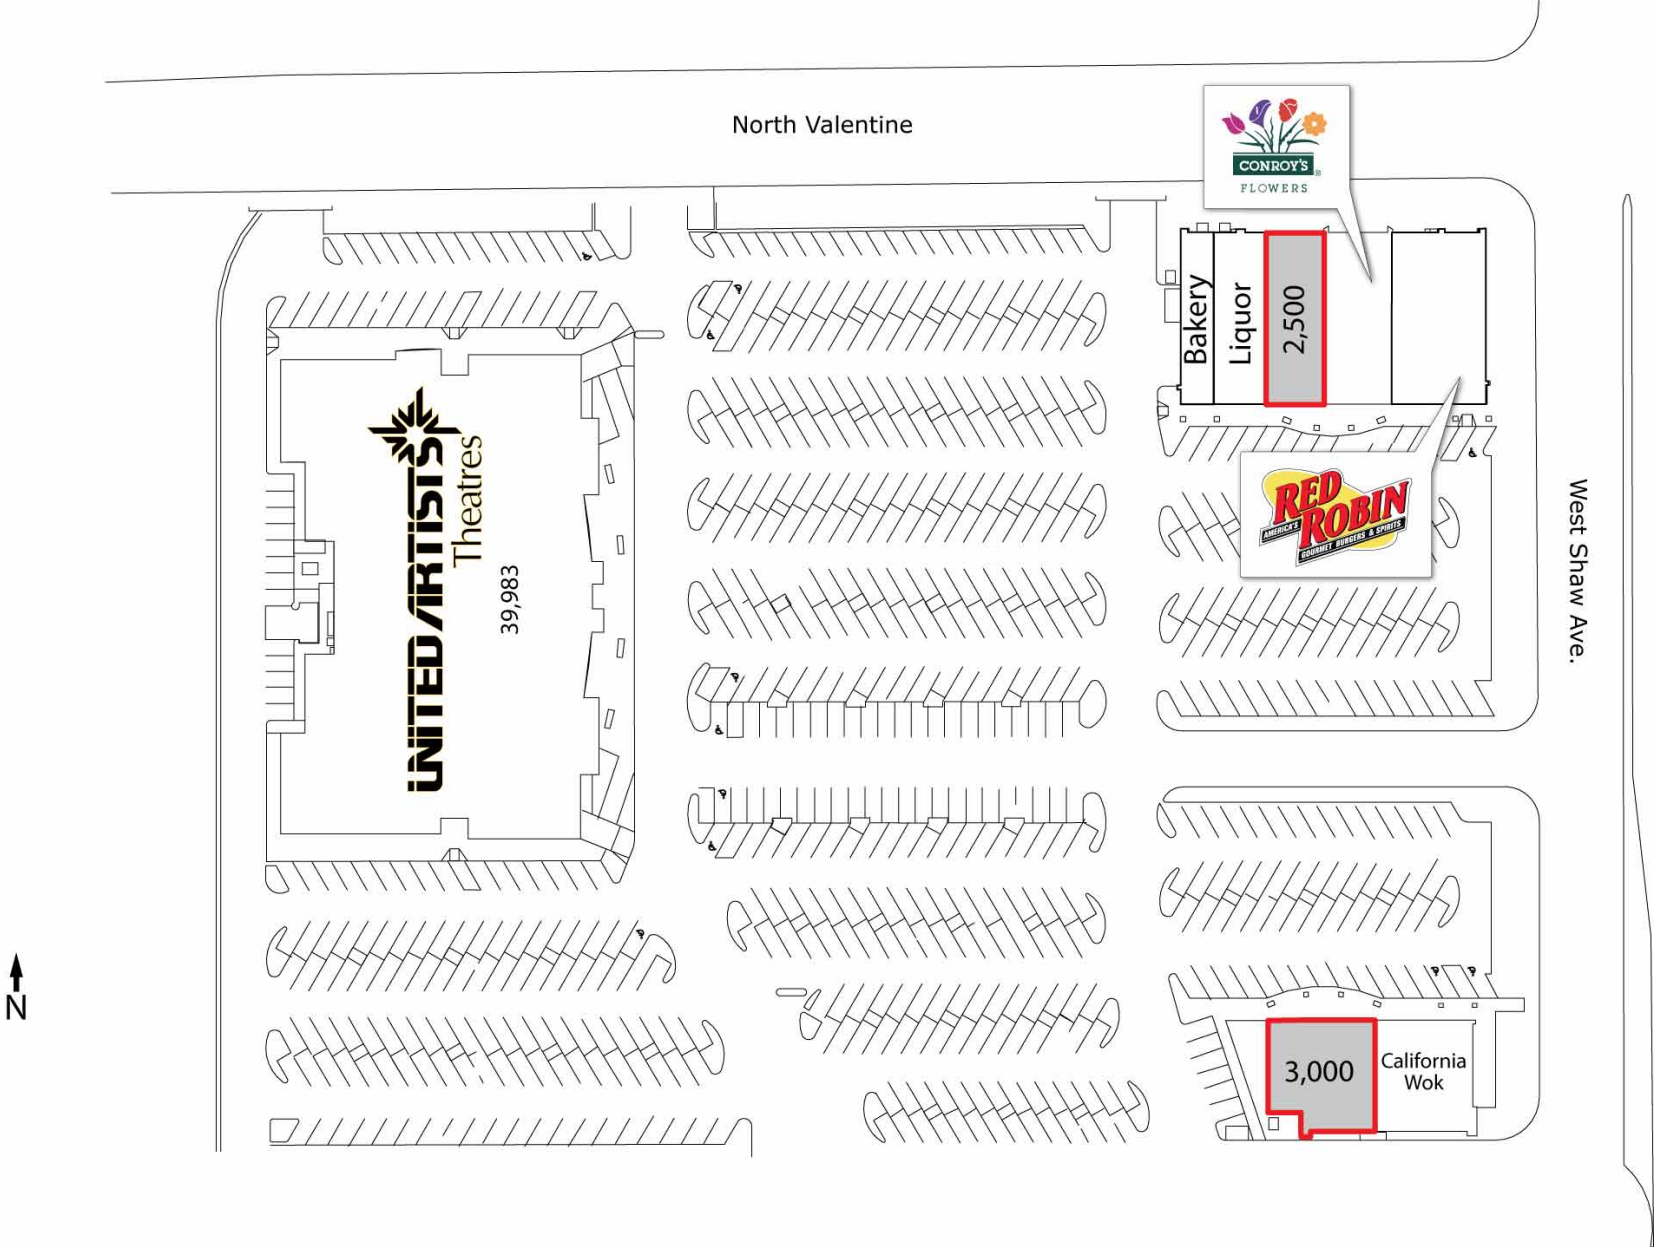 North Valentine
CONROY'S
FLOWERS
®
Bakery
Liquor
2,500
UNITED ARTISTS
Theatres
39,983
RED
ROBIN
AMERICA'S
GOURMET BURGERS & SPIRITS
West Shaw Ave.
N
3,000
California
Wok